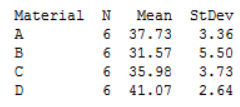 Material N Mean StDev
A 6 37.73 3.36
B 6 31.57 5.50
C 6 35.98 3.73
D 6 41.07 2.64